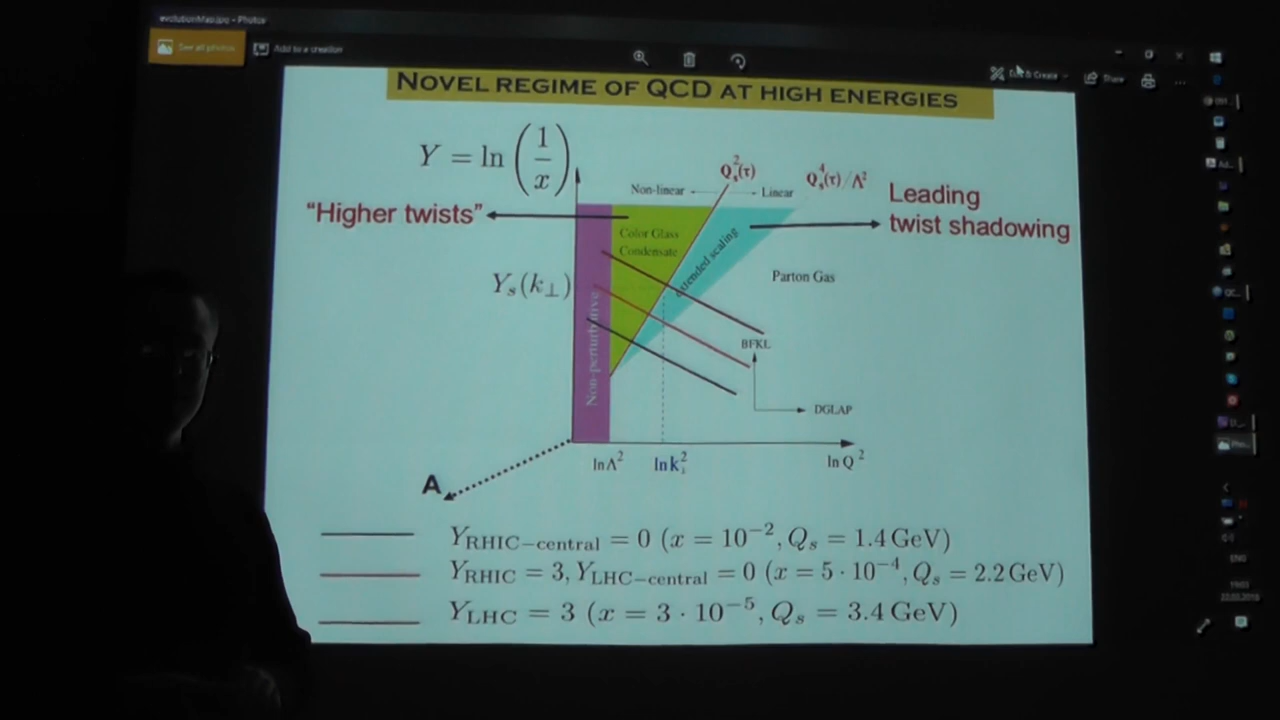 evolutionMap.jpg - Photos
See all photos
Add to a creation
Edit & Create
Share
NOVEL REGIME OF QCD AT HIGH ENERGIES
Y = ln (1/x)
Q_s^2(τ)
Q_s^4(τ)/Λ^2
Non-linear
Linear
"Higher twists"
Leading
twist shadowing
Color Glass
Condensate
extended scaling
Parton Gas
Y_s(k_⊥)
Non-perturbative
BFKL
DGLAP
ln Λ^2
ln k_⊥^2
ln Q^2
A
Y_RHIC−central = 0 (x = 10^−2, Q_s = 1.4 GeV)
Y_RHIC = 3, Y_LHC−central = 0 (x = 5 · 10^−4, Q_s = 2.2 GeV)
Y_LHC = 3 (x = 3 · 10^−5, Q_s = 3.4 GeV)
ENG